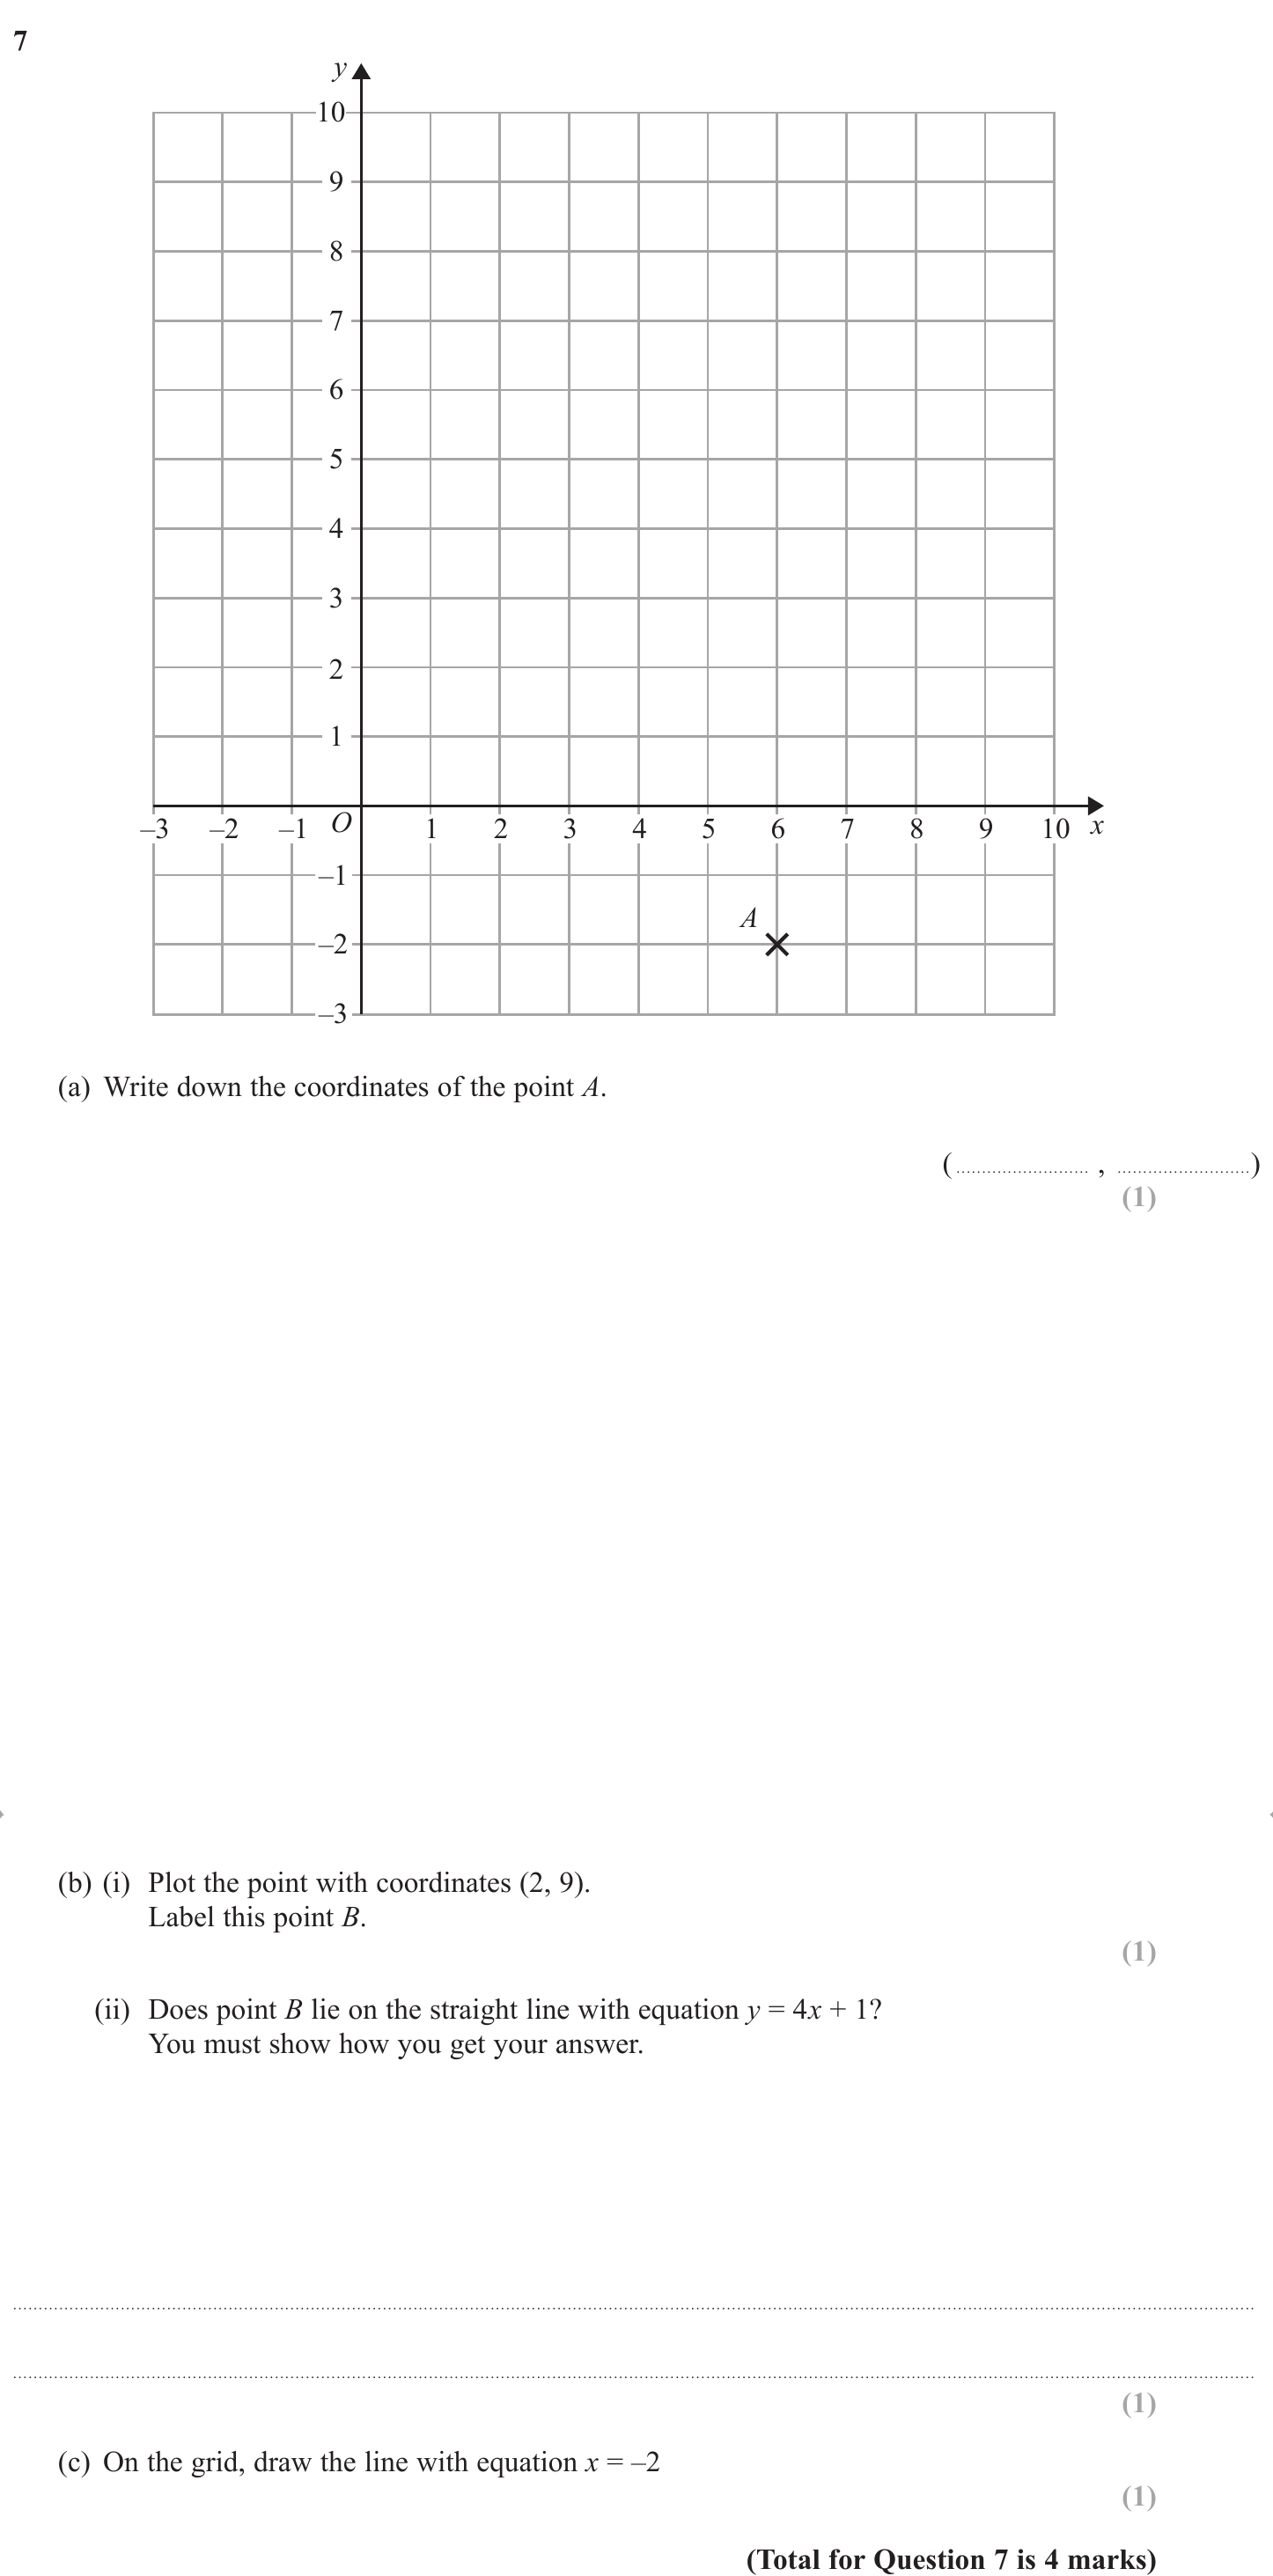 7
y
10
9
8
7
6
5
4
3
2
1
–3 –2 –1 O 1 2 3 4 5 6 7 8 9 10 x
–1
A
–2
–3
(a) Write down the coordinates of the point A.
(.........................., ..........................)
(1)
(b) (i) Plot the point with coordinates (2, 9).
Label this point B.
(1)
(ii) Does point B lie on the straight line with equation y = 4x + 1?
You must show how you get your answer.
(1)
(c) On the grid, draw the line with equation x = –2
(1)
(Total for Question 7 is 4 marks)